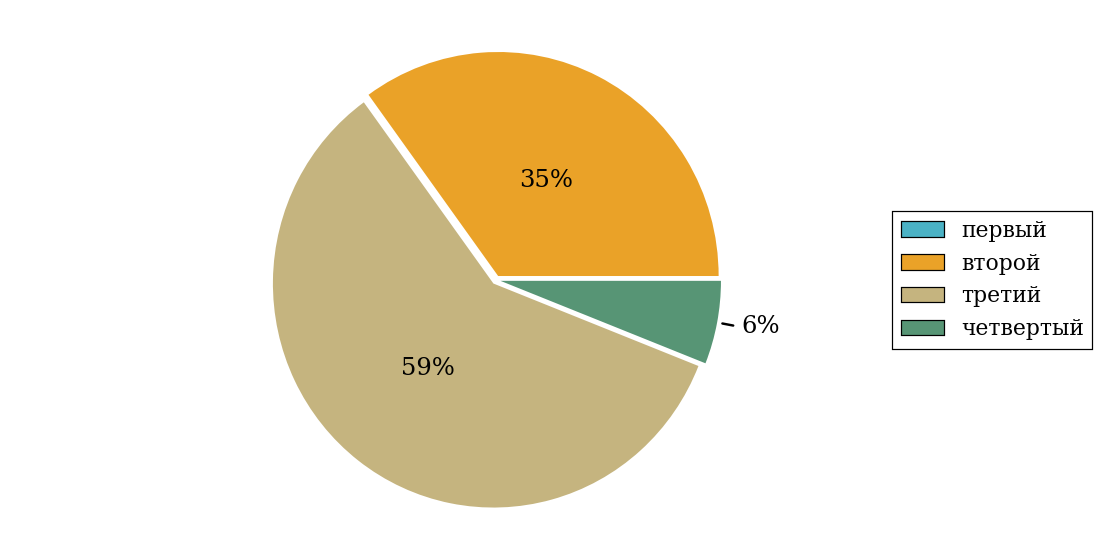 35%
59%
6%
первый
второй
третий
четвертый